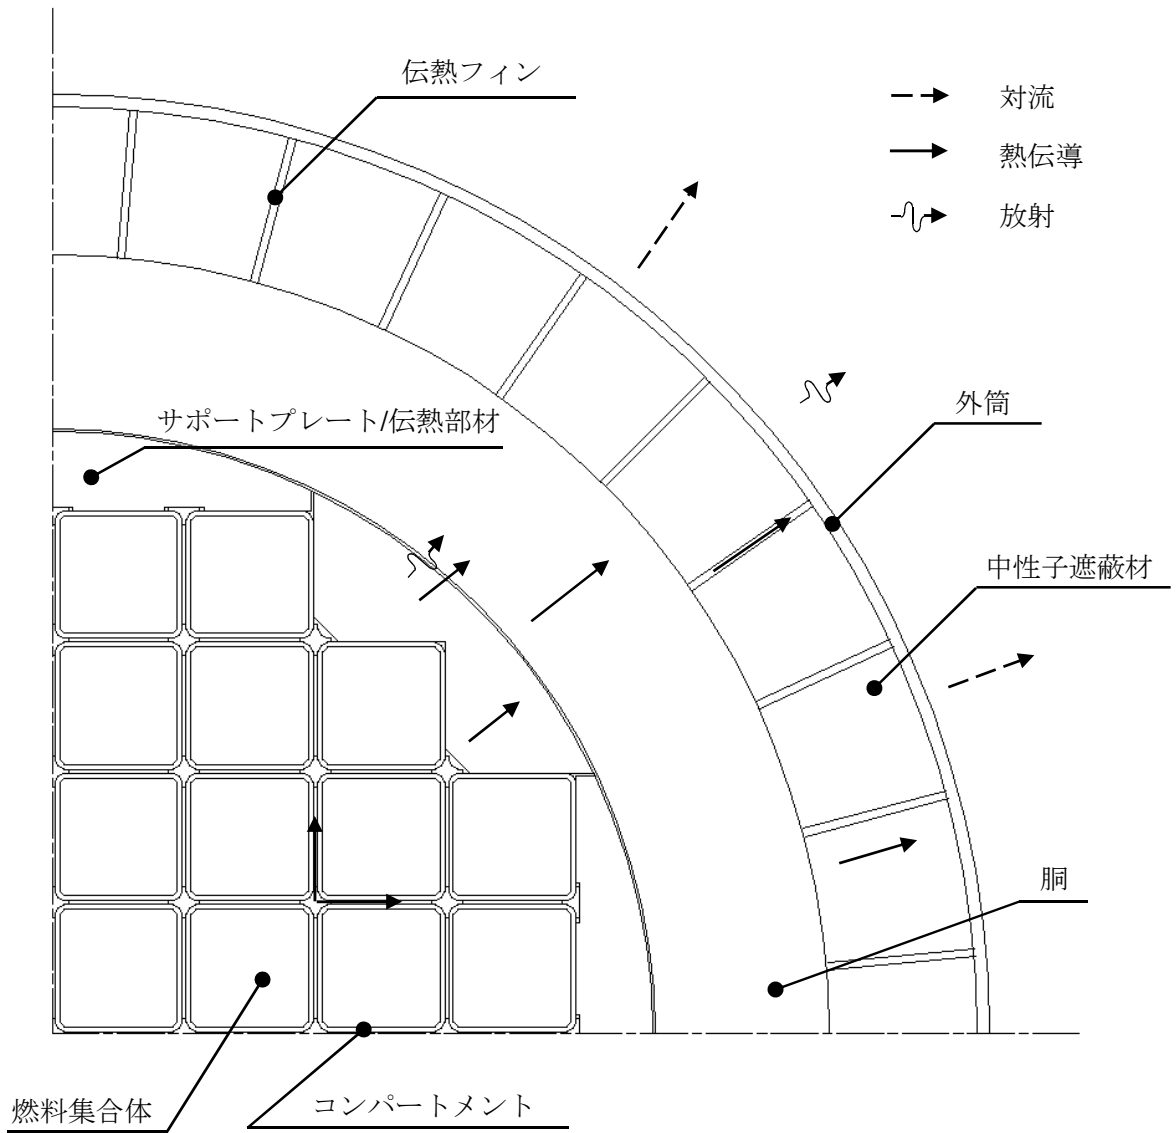 伝熱フィン
対流
熱伝導
放射
外筒
サポートプレート/伝熱部材
中性子遮蔽材
胴
燃料集合体
コンパートメント